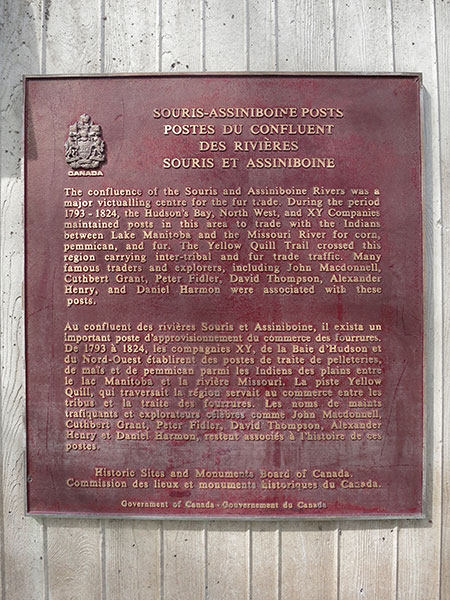 CANADA
SOURIS-ASSINIBOINE POSTS
POSTES DU CONFLUENT
DES RIVIÈRES
SOURIS ET ASSINIBOINE
The confluence of the Souris and Assiniboine Rivers was a
major victualling centre for the fur trade. During the period
1793-1824, the Hudson's Bay, North West, and XY Companies
maintained posts in this area to trade with the Indians
between Lake Manitoba and the Missouri River for corn,
pemmican, and fur. The Yellow Quill Trail crossed this
region carrying inter-tribal and fur trade traffic. Many
famous traders and explorers, including John Macdonnell,
Cuthbert Grant, Peter Fidler, David Thompson, Alexander
Henry, and Daniel Harmon were associated with these
posts.
Au confluent des rivières Souris et Assiniboine, il exista un
important poste d'approvisionnement du commerce des fourrures.
De 1793 à 1824, les compagnies XY, de la Baie d'Hudson et
du Nord-Ouest établirent des postes de traite de pelleteries,
de maïs et de pemmican parmi les Indiens des plains entre
le lac Manitoba et la rivière Missouri. La piste Yellow
Quill, qui traversait la région servait au commerce entre les
tribus et la traite des fourrures. Les noms de maints
trafiquants et explorateurs célèbres comme John Macdonnell,
Cuthbert Grant, Peter Fidler, David Thompson, Alexander
Henry et Daniel Harmon, restent associés à l'histoire de ces
postes.
Historic Sites and Monuments Board of Canada.
Commission des lieux et monuments historiques du Canada.
Government of Canada - Gouvernement du Canada